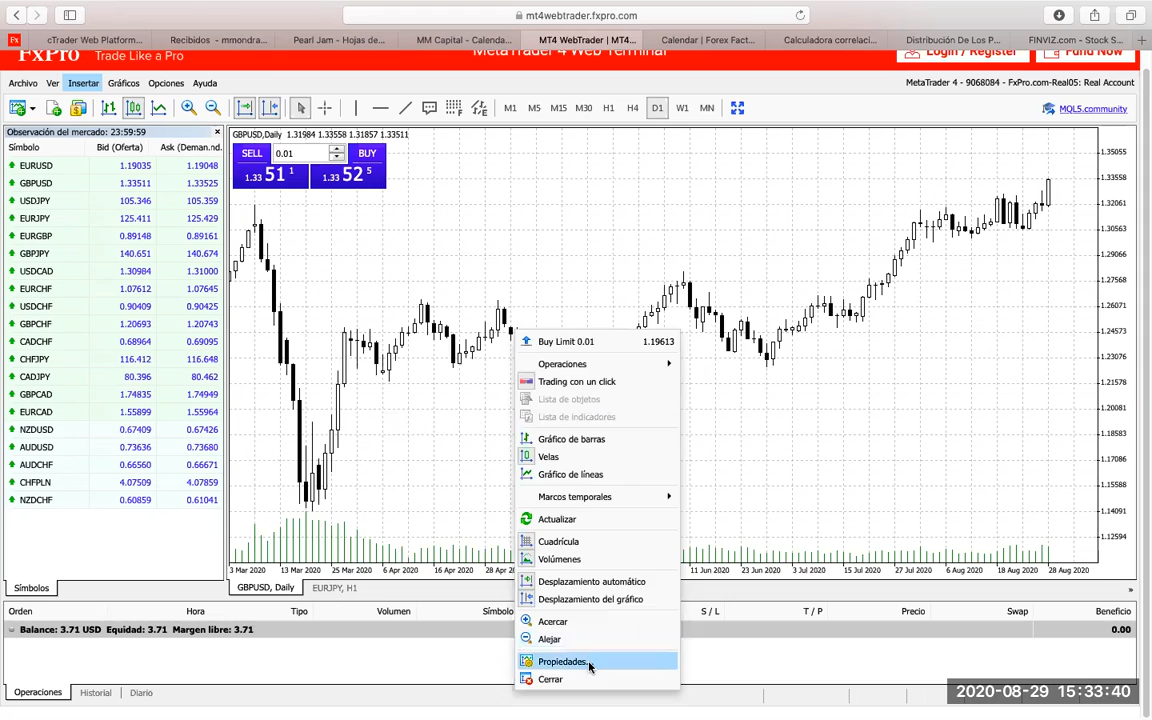 mt4webtrader.fxpro.com
Fx
cTrader Web Platform...
Recibidos - mmondra...
Pearl Jam - Hojas de...
MM Capital - Calenda...
MT4 WebTrader | MT4...
Calendar | Forex Fact...
Calculadora correlaci...
Distribución De Los P...
FINVIZ.com - Stock S...
FxPro Trade Like a Pro
MetaTrader 4 Web Terminal
Login / Register
Fund Now
Archivo Ver Insertar Gráficos Opciones Ayuda
MetaTrader 4 - 9068084 - FxPro.com-Real05: Real Account
M1 M5 M15 M30 H1 H4 D1 W1 MN
MQL5.community
Observación del mercado: 23:59:59
Símbolo Bid (Oferta) Ask (Deman.nd.
EURUSD 1.19035 1.19048
GBPUSD 1.33511 1.33525
USDJPY 105.346 105.359
EURJPY 125.411 125.429
EURGBP 0.89148 0.89161
GBPJPY 140.651 140.674
USDCAD 1.30984 1.31000
EURCHF 1.07612 1.07645
USDCHF 0.90409 0.90425
GBPCHF 1.20693 1.20743
CADCHF 0.68964 0.69095
CHFJPY 116.412 116.648
CADJPY 80.396 80.462
GBPCAD 1.74835 1.74949
EURCAD 1.55899 1.55964
NZDUSD 0.67409 0.67426
AUDUSD 0.73636 0.73680
AUDCHF 0.66560 0.66671
CHFPLN 4.07509 4.07859
NZDCHF 0.60859 0.61041
Símbolos
GBPUSD,Daily 1.31984 1.33558 1.31857 1.33511
SELL 0.01 BUY
1.33 51 1 1.33 52 5
1.35055
1.33558
1.32061
1.30563
1.29066
1.27568
1.26071
1.24573
1.23076
1.21578
1.20081
1.18583
1.17086
1.15588
1.14091
1.12594
Buy Limit 0.01 1.19613
Operaciones
Trading con un click
Lista de objetos
Lista de indicadores
Gráfico de barras
Velas
Gráfico de líneas
Marcos temporales
Actualizar
Cuadrícula
Volúmenes
Desplazamiento automático
Desplazamiento del gráfico
Acercar
Alejar
Propiedades...
Cerrar
3 Mar 2020 13 Mar 2020 25 Mar 2020 6 Apr 2020 16 Apr 2020 28 Apr 11 Jun 2020 23 Jun 2020 3 Jul 2020 15 Jul 2020 27 Jul 2020 6 Aug 2020 18 Aug 2020 28 Aug 2020
GBPUSD, Daily EURJPY, H1
Orden Hora Tipo Volumen Símbolo S / L T / P Precio Swap Beneficio
Balance: 3.71 USD Equidad: 3.71 Margen libre: 3.71 0.00
Operaciones Historial Diario
2020-08-29 15:33:40